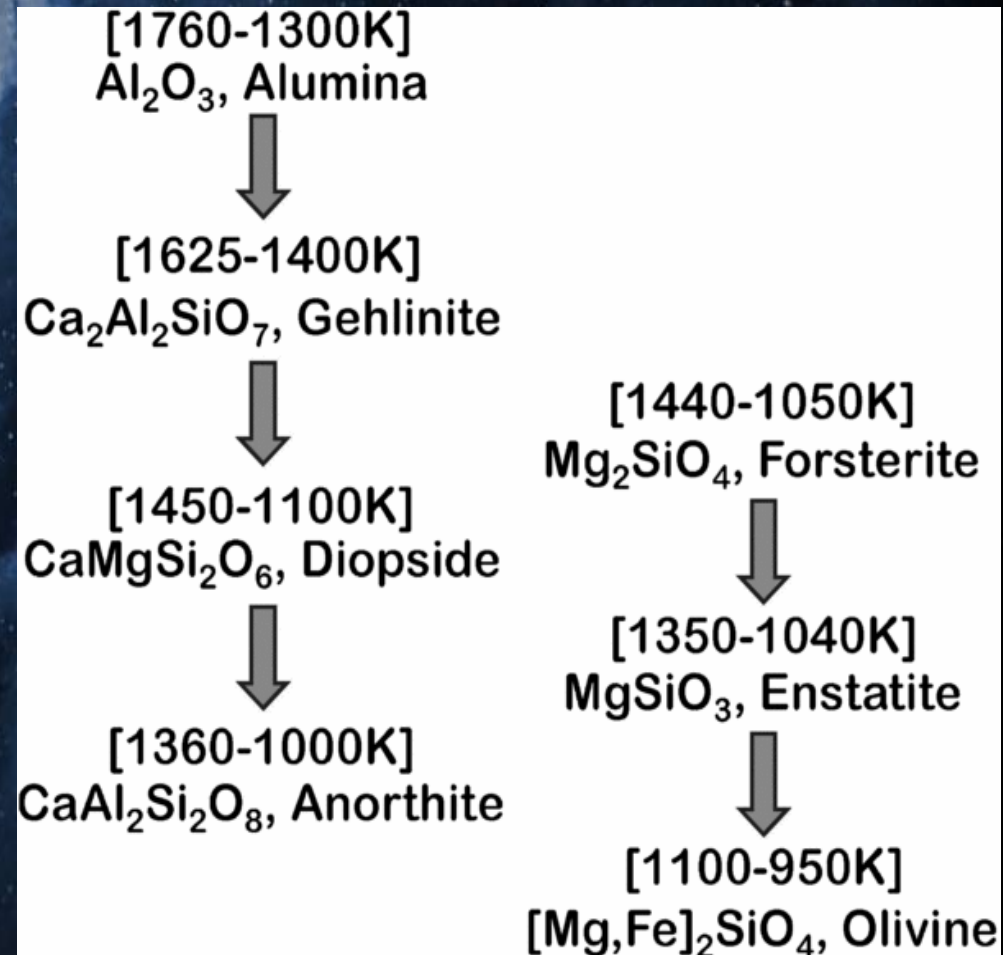 [1760-1300K]
Al₂O₃, Alumina
[1625-1400K]
Ca₂Al₂SiO₇, Gehlinite
[1450-1100K]
CaMgSi₂O₆, Diopside
[1360-1000K]
CaAl₂Si₂O₈, Anorthite
[1440-1050K]
Mg₂SiO₄, Forsterite
[1350-1040K]
MgSiO₃, Enstatite
[1100-950K]
[Mg,Fe]₂SiO₄, Olivine